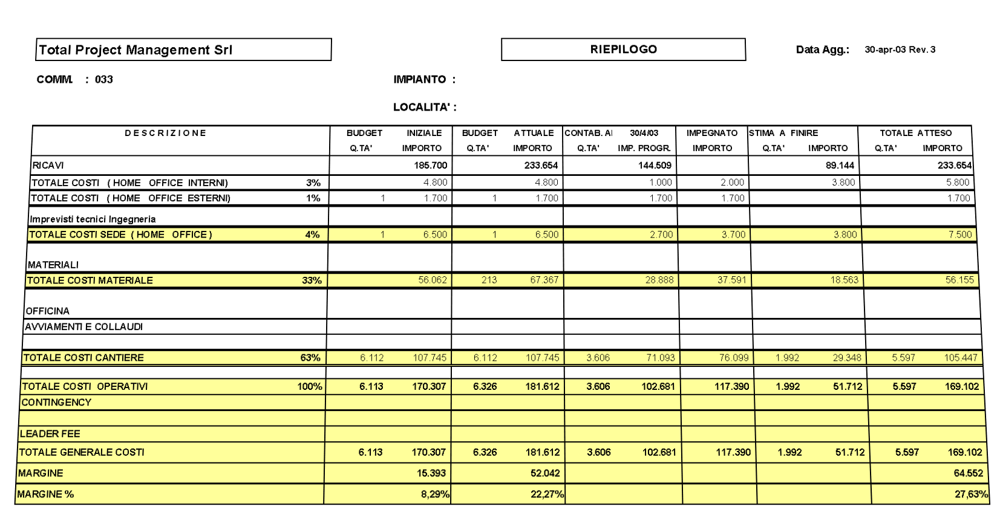 Total Project Management Srl RIEPILOGO Data Agg.: 30-apr-03 Rev. 3
COMM. : 033 IMPIANTO :
LOCALITA' :
DESCRIZIONE BUDGET INIZIALE BUDGET ATTUALE CONTAB. Al 30/4/03 IMPEGNATO STIMA A FINIRE TOTALE ATTESO
Q.TA' IMPORTO Q.TA' IMPORTO Q.TA' IMP. PROGR. IMPORTO Q.TA' IMPORTO Q.TA' IMPORTO
RICAVI 185.700 233.654 144.509 89.144 233.654
TOTALE COSTI ( HOME OFFICE INTERNI) 3% 4.800 4.800 1.000 2.000 3.800 5.800
TOTALE COSTI ( HOME OFFICE ESTERNI) 1% 1 1.700 1 1.700 1.700 1.700 1.700
Imprevisti tecnici Ingegneria
TOTALE COSTI SEDE ( HOME OFFICE ) 4% 1 6.500 1 6.500 2.700 3.700 3.800 7.500
MATERIALI
TOTALE COSTI MATERIALE 33% 56.062 213 67.367 28.888 37.591 18.563 56.155
OFFICINA
AVVIAMENTI E COLLAUDI
TOTALE COSTI CANTIERE 63% 6.112 107.745 6.112 107.745 3.606 71.093 76.099 1.992 29.348 5.597 105.447
TOTALE COSTI OPERATIVI 100% 6.113 170.307 6.326 181.612 3.606 102.681 117.390 1.992 51.712 5.597 169.102
CONTINGENCY
LEADER FEE
TOTALE GENERALE COSTI 6.113 170.307 6.326 181.612 3.606 102.681 117.390 1.992 51.712 5.597 169.102
MARGINE 15.393 52.042 64.552
MARGINE % 8,29% 22,27% 27,63%